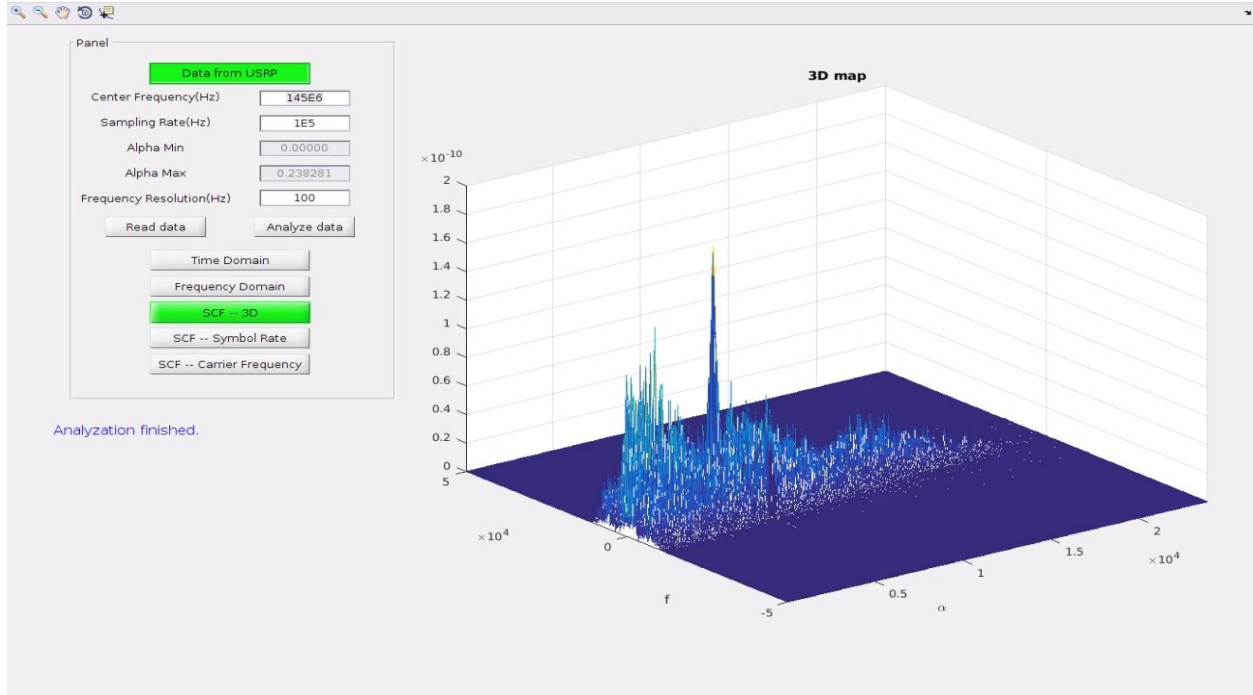 Panel
Data from USRP
Center Frequency(Hz) 145E6
Sampling Rate(Hz) 1E5
Alpha Min 0.00000
Alpha Max 0.238281
Frequency Resolution(Hz) 100
Read data Analyze data
Time Domain
Frequency Domain
SCF -- 3D
SCF -- Symbol Rate
SCF -- Carrier Frequency
Analyzation finished.
3D map
×10⁻¹⁰
2
1.8
1.6
1.4
1.2
1
0.8
0.6
0.4
0.2
0
5
×10⁴
0
f
-5
0.5
α
1
1.5
2
×10⁴